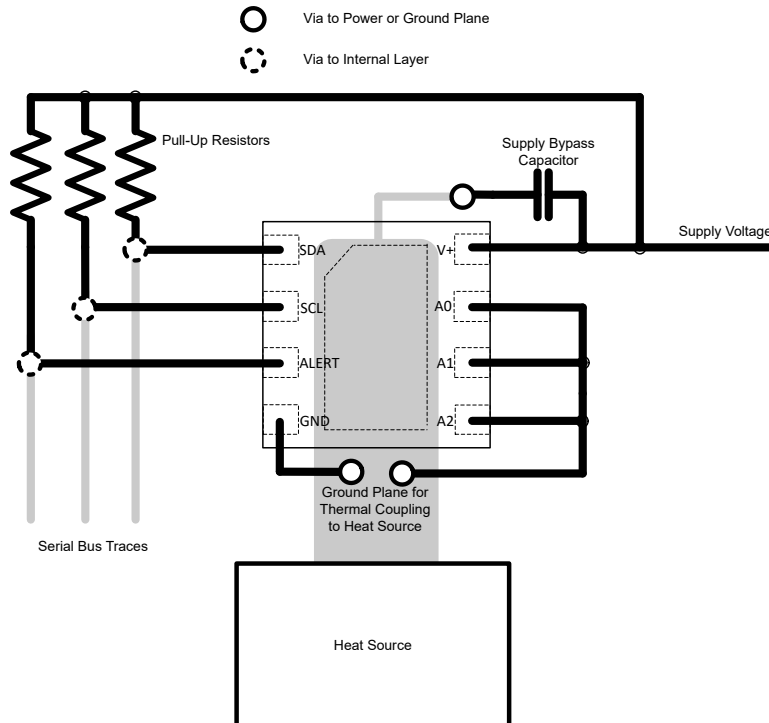 Via to Power or Ground Plane
Via to Internal Layer
Pull-Up Resistors
Supply Bypass
Capacitor
Supply Voltage
SDA
V+
SCL
A0
ALERT
A1
GND
A2
Ground Plane for
Thermal Coupling
to Heat Source
Serial Bus Traces
Heat Source